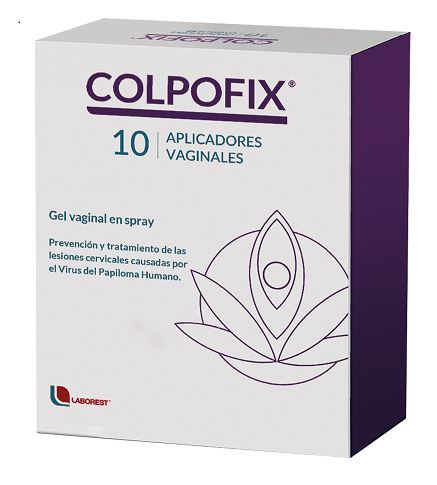 COLPOFIX®
10 APLICADORES
VAGINALES
Gel vaginal en spray
Prevención y tratamiento de las
lesiones cervicales causadas por
el Virus del Papiloma Humano.
LABOREST®